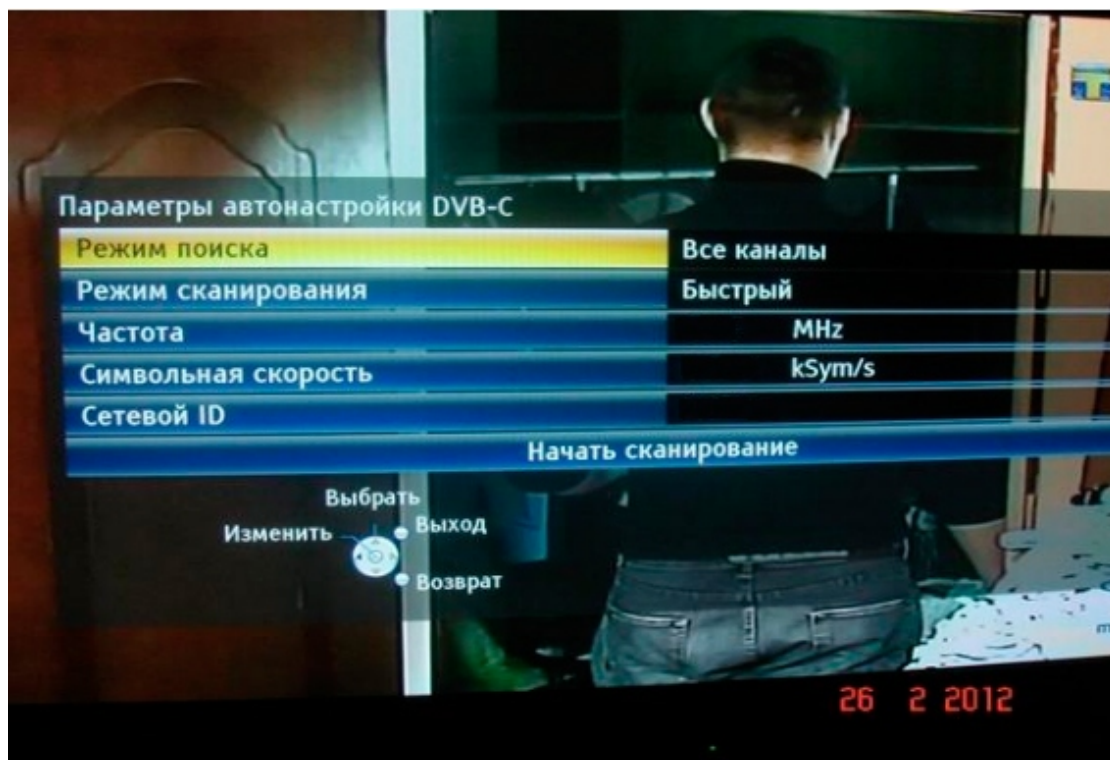 Параметры автонастройки DVB-C
Режим поиска Все каналы
Режим сканирования Быстрый
Частота MHz
Символьная скорость kSym/s
Сетевой ID
Начать сканирование
Выбрать
Изменить Выход
Возврат
26 2 2012